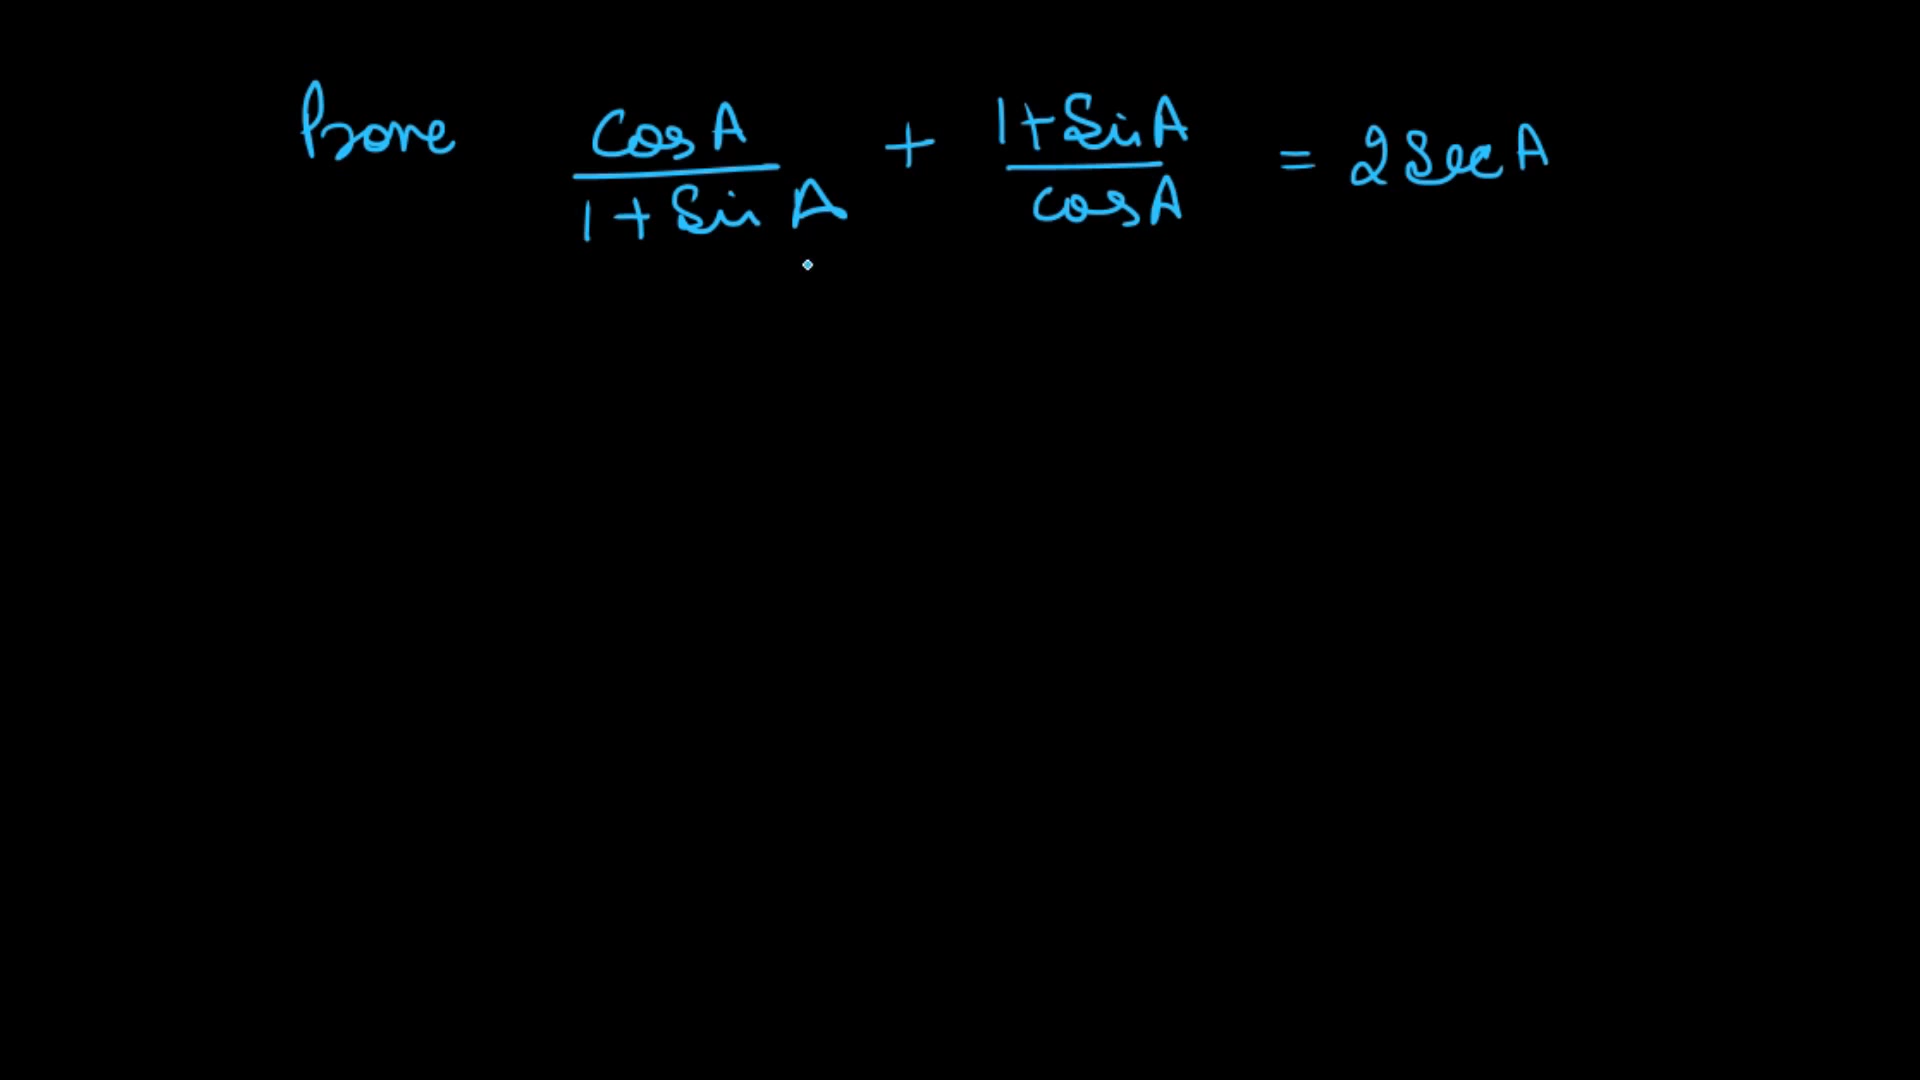 Prove cos A / 1 + Sin A + 1 + Sin A / cos A = 2 Sec A